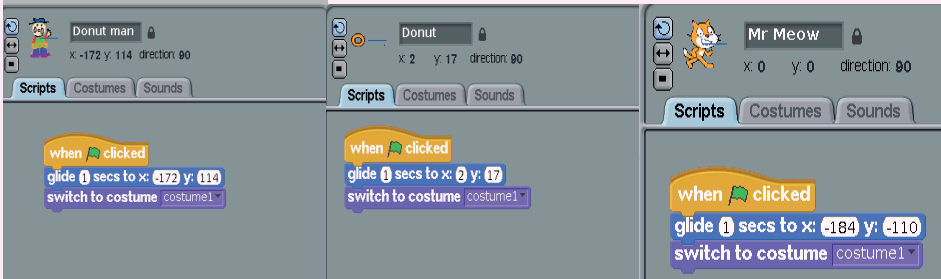 Donut man
x: -172 y: 114 direction: 90
Scripts Costumes Sounds
when clicked
glide 1 secs to x: -172 y: 114
switch to costume costume1
Donut
x: 2 y: 17 direction: 90
Scripts Costumes Sounds
when clicked
glide 1 secs to x: 2 y: 17
switch to costume costume1
Mr Meow
x: 0 y: 0 direction: 90
Scripts Costumes Sounds
when clicked
glide 1 secs to x: -184 y: -110
switch to costume costume1